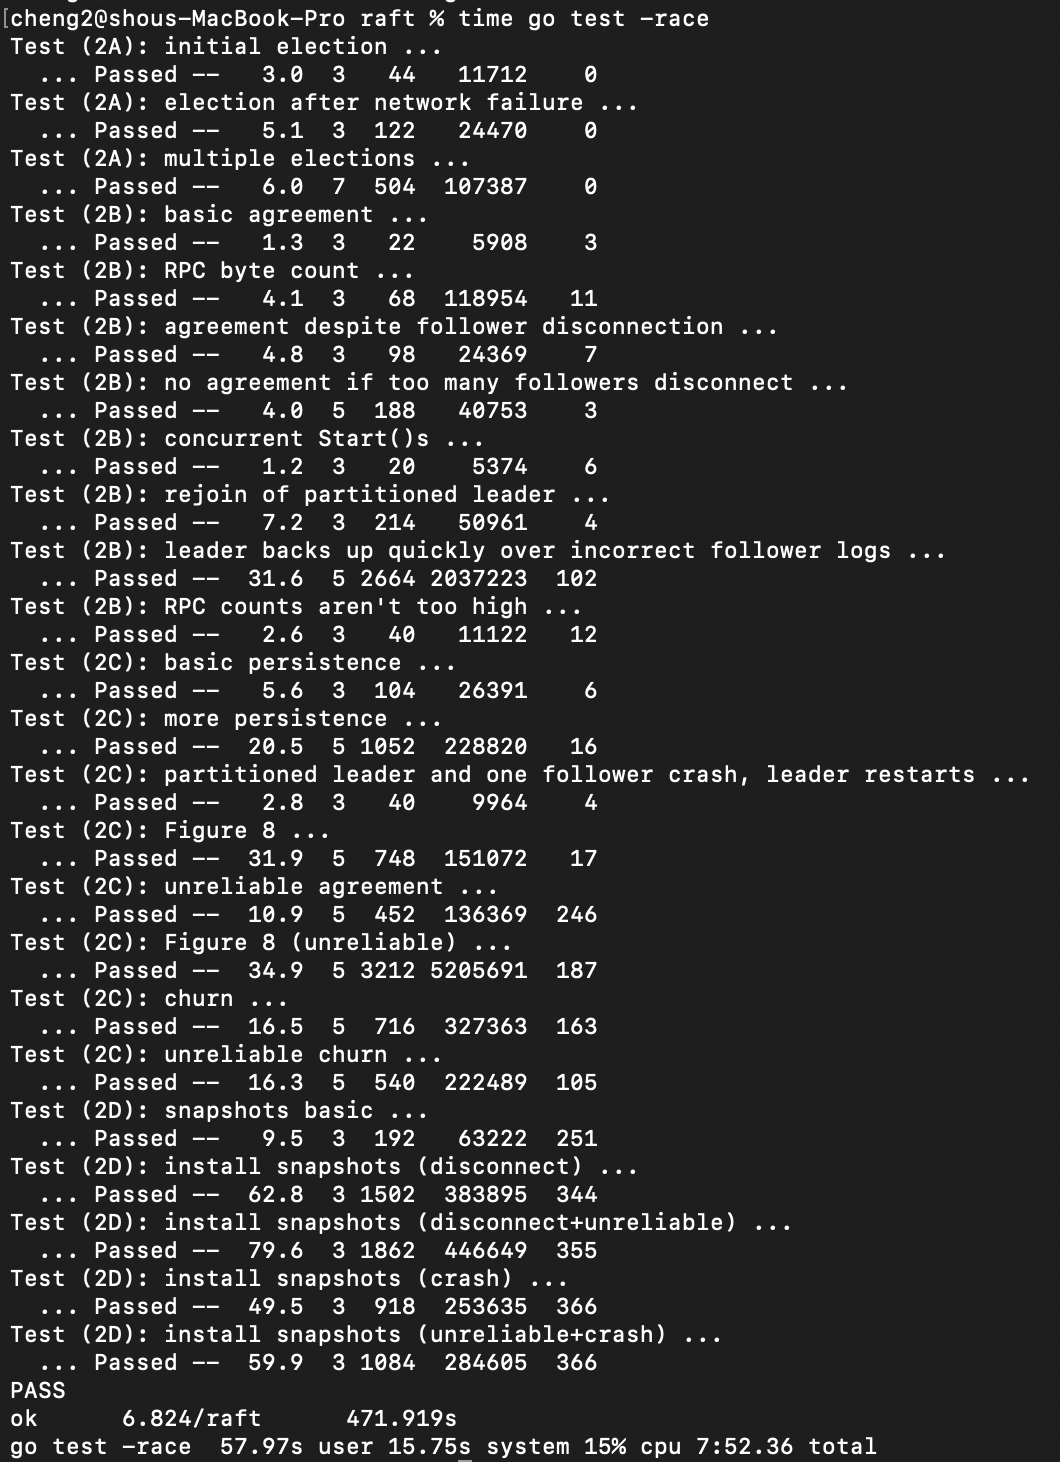 [cheng2@shous-MacBook-Pro raft % time go test -race
Test (2A): initial election ...
  ... Passed --   3.0  3   44   11712    0
Test (2A): election after network failure ...
  ... Passed --   5.1  3  122   24470    0
Test (2A): multiple elections ...
  ... Passed --   6.0  7  504  107387    0
Test (2B): basic agreement ...
  ... Passed --   1.3  3   22    5908    3
Test (2B): RPC byte count ...
  ... Passed --   4.1  3   68  118954   11
Test (2B): agreement despite follower disconnection ...
  ... Passed --   4.8  3   98   24369    7
Test (2B): no agreement if too many followers disconnect ...
  ... Passed --   4.0  5  188   40753    3
Test (2B): concurrent Start()s ...
  ... Passed --   1.2  3   20    5374    6
Test (2B): rejoin of partitioned leader ...
  ... Passed --   7.2  3  214   50961    4
Test (2B): leader backs up quickly over incorrect follower logs ...
  ... Passed --  31.6  5 2664 2037223  102
Test (2B): RPC counts aren't too high ...
  ... Passed --   2.6  3   40   11122   12
Test (2C): basic persistence ...
  ... Passed --   5.6  3  104   26391    6
Test (2C): more persistence ...
  ... Passed --  20.5  5 1052  228820   16
Test (2C): partitioned leader and one follower crash, leader restarts ...
  ... Passed --   2.8  3   40    9964    4
Test (2C): Figure 8 ...
  ... Passed --  31.9  5  748  151072   17
Test (2C): unreliable agreement ...
  ... Passed --  10.9  5  452  136369  246
Test (2C): Figure 8 (unreliable) ...
  ... Passed --  34.9  5 3212 5205691  187
Test (2C): churn ...
  ... Passed --  16.5  5  716  327363  163
Test (2C): unreliable churn ...
  ... Passed --  16.3  5  540  222489  105
Test (2D): snapshots basic ...
  ... Passed --   9.5  3  192   63222  251
Test (2D): install snapshots (disconnect) ...
  ... Passed --  62.8  3 1502  383895  344
Test (2D): install snapshots (disconnect+unreliable) ...
  ... Passed --  79.6  3 1862  446649  355
Test (2D): install snapshots (crash) ...
  ... Passed --  49.5  3  918  253635  366
Test (2D): install snapshots (unreliable+crash) ...
  ... Passed --  59.9  3 1084  284605  366
PASS
ok      6.824/raft      471.919s
go test -race  57.97s user 15.75s system 15% cpu 7:52.36 total